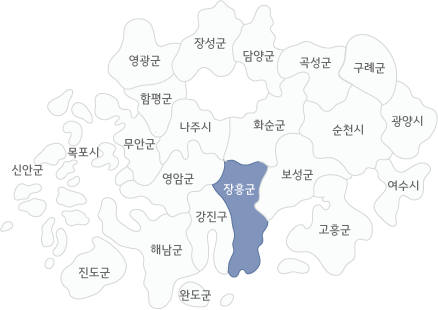 장성군
담양군
영광군
곡성군
구례군
함평군
나주시
화순군
순천시
광양시
무안군
목포시
신안군
영암군
장흥군
보성군
여수시
강진구
고흥군
해남군
진도군
완도군